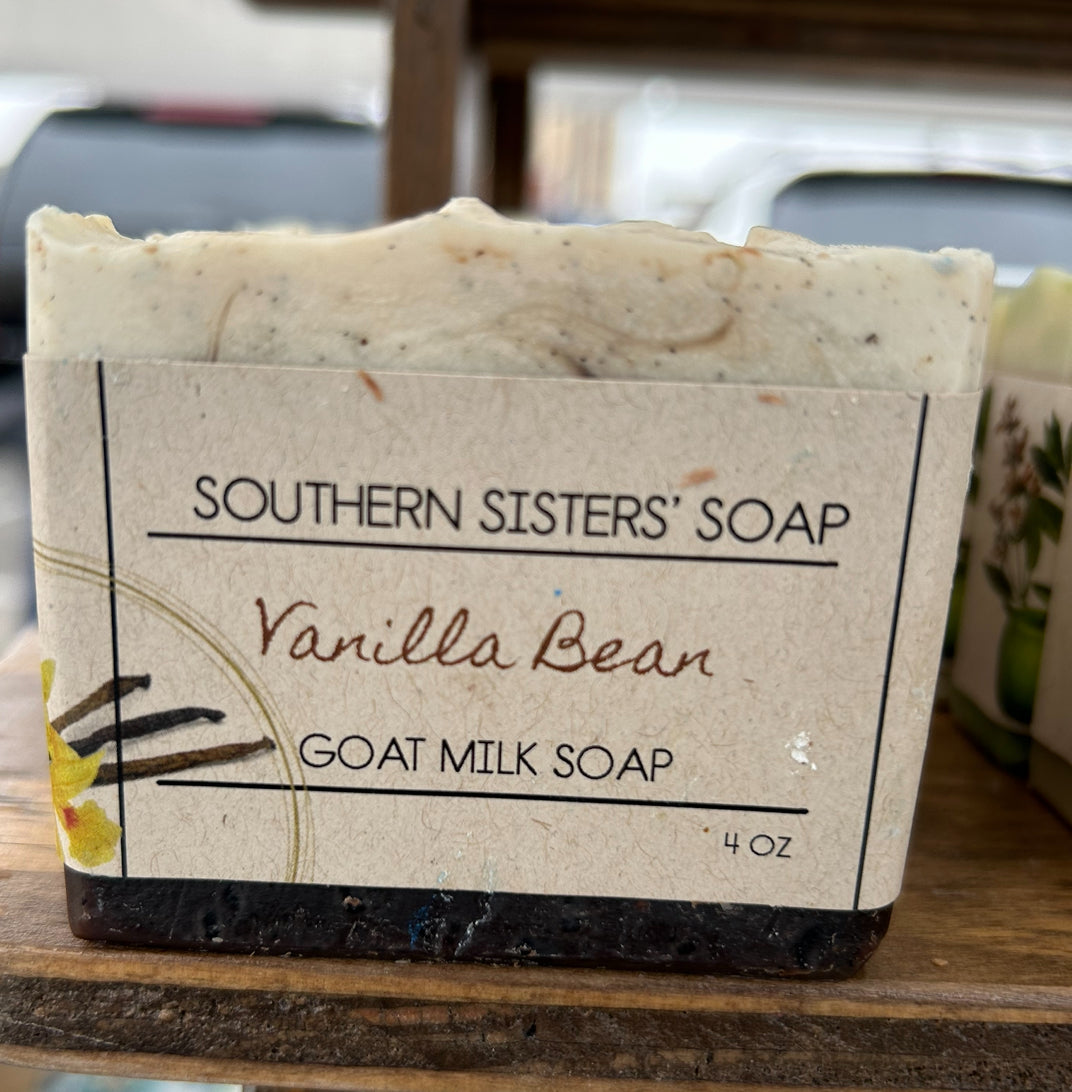 SOUTHERN SISTERS' SOAP
Vanilla Bean
GOAT MILK SOAP
4 OZ